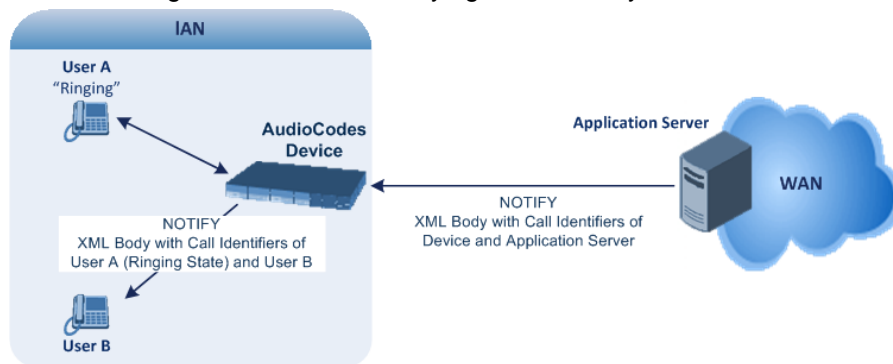 lAN
User A
“Ringing”
AudioCodes
Device
NOTIFY
XML Body with Call Identifiers of
User A (Ringing State) and User B
User B
Application Server
WAN
NOTIFY
XML Body with Call Identifiers of
Device and Application Server